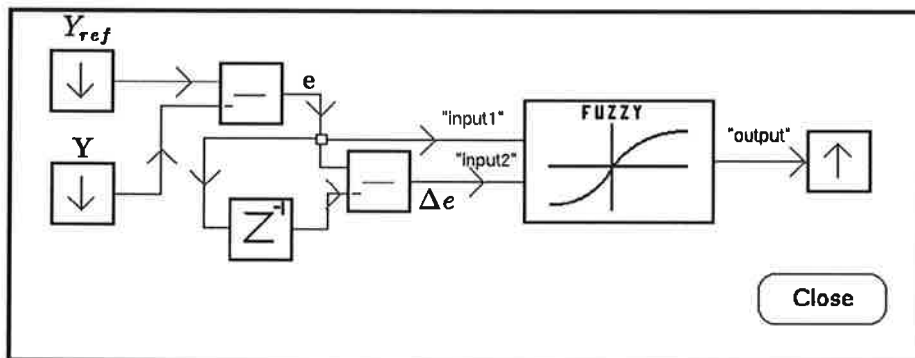 Y_ref
e
FUZZY
"input1"
"output"
Y
"input2"
Δe
Z⁻¹
Close